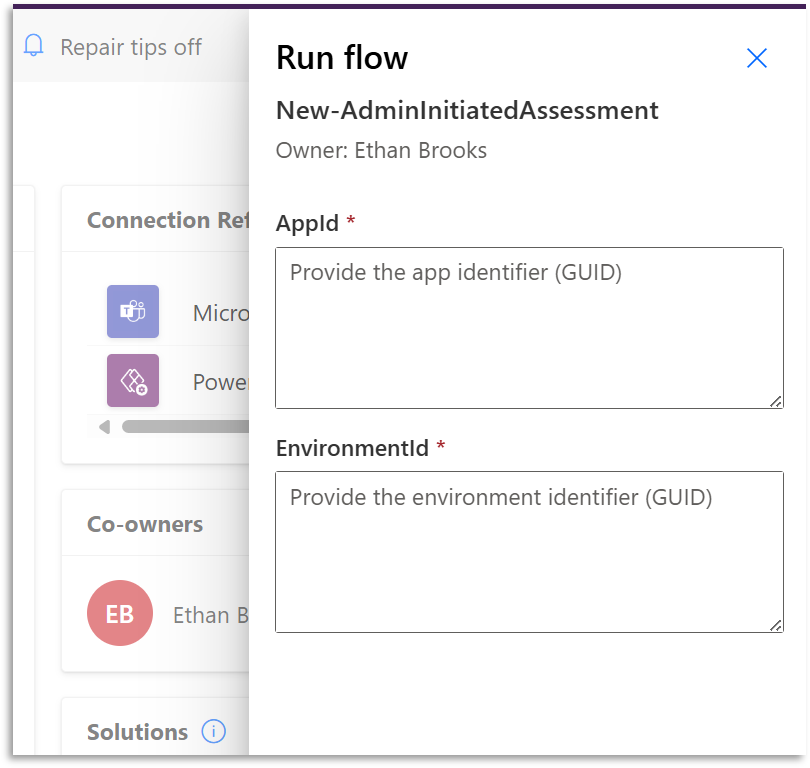 Repair tips off
Run flow
New-AdminInitiatedAssessment
Owner: Ethan Brooks
Connection Ref
Micro
Power
Co-owners
EB
Ethan B
Solutions
AppId *
Provide the app identifier (GUID)
EnvironmentId *
Provide the environment identifier (GUID)